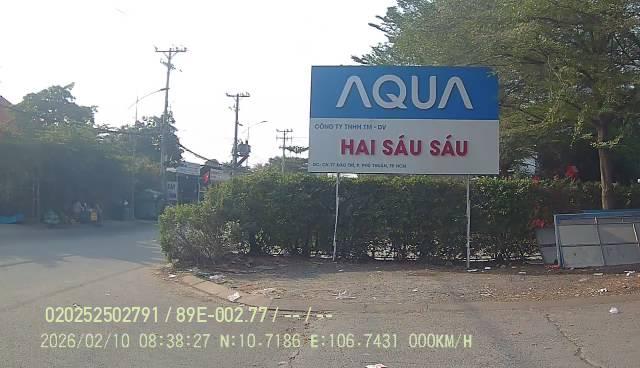 AQUA
CÔNG TY TNHH TM - DV
HAI SÁU SÁU
020252502791 / 89E-002.77 / -- / --
2026/02/10 08:38:27 N:10.7186 E:106.7431 000KM/H